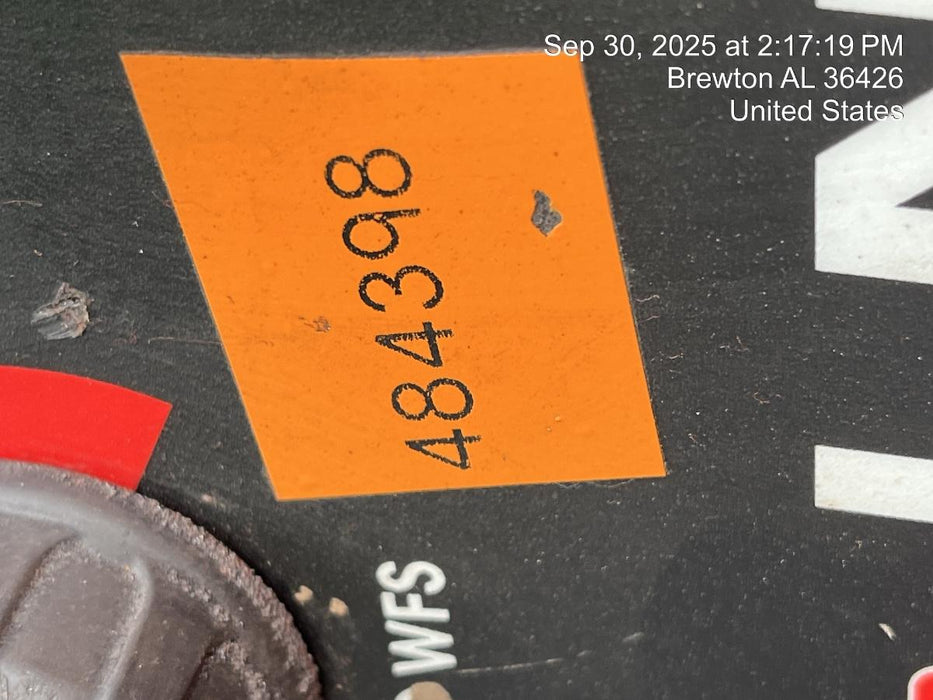 Sep 30, 2025 at 2:17:19 PM
Brewton AL 36426
United States
484398
WFS